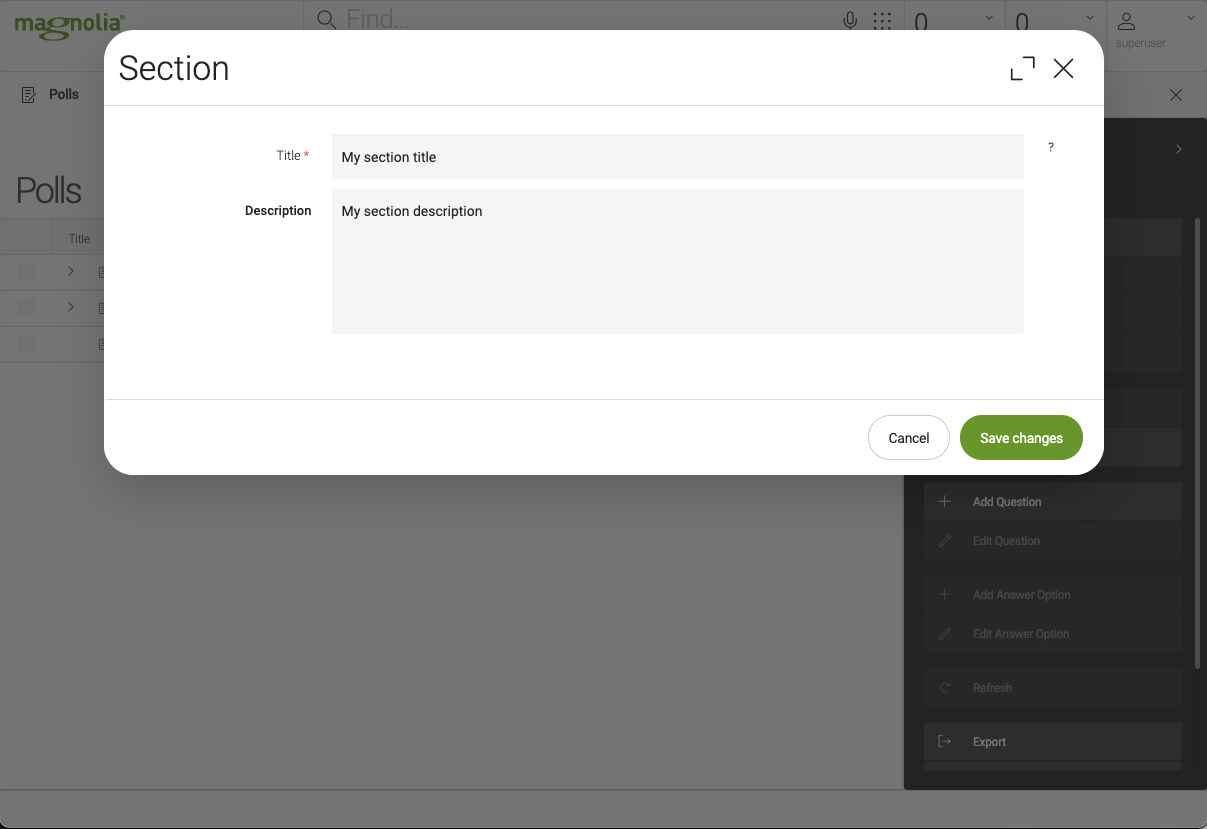 magnolia®
Find...
0
0
superuser
Polls
Polls
Title
Section
Title *
My section title
?
Description
My section description
Cancel
Save changes
Add Question
Edit Question
Add Answer Option
Edit Answer Option
Refresh
Export